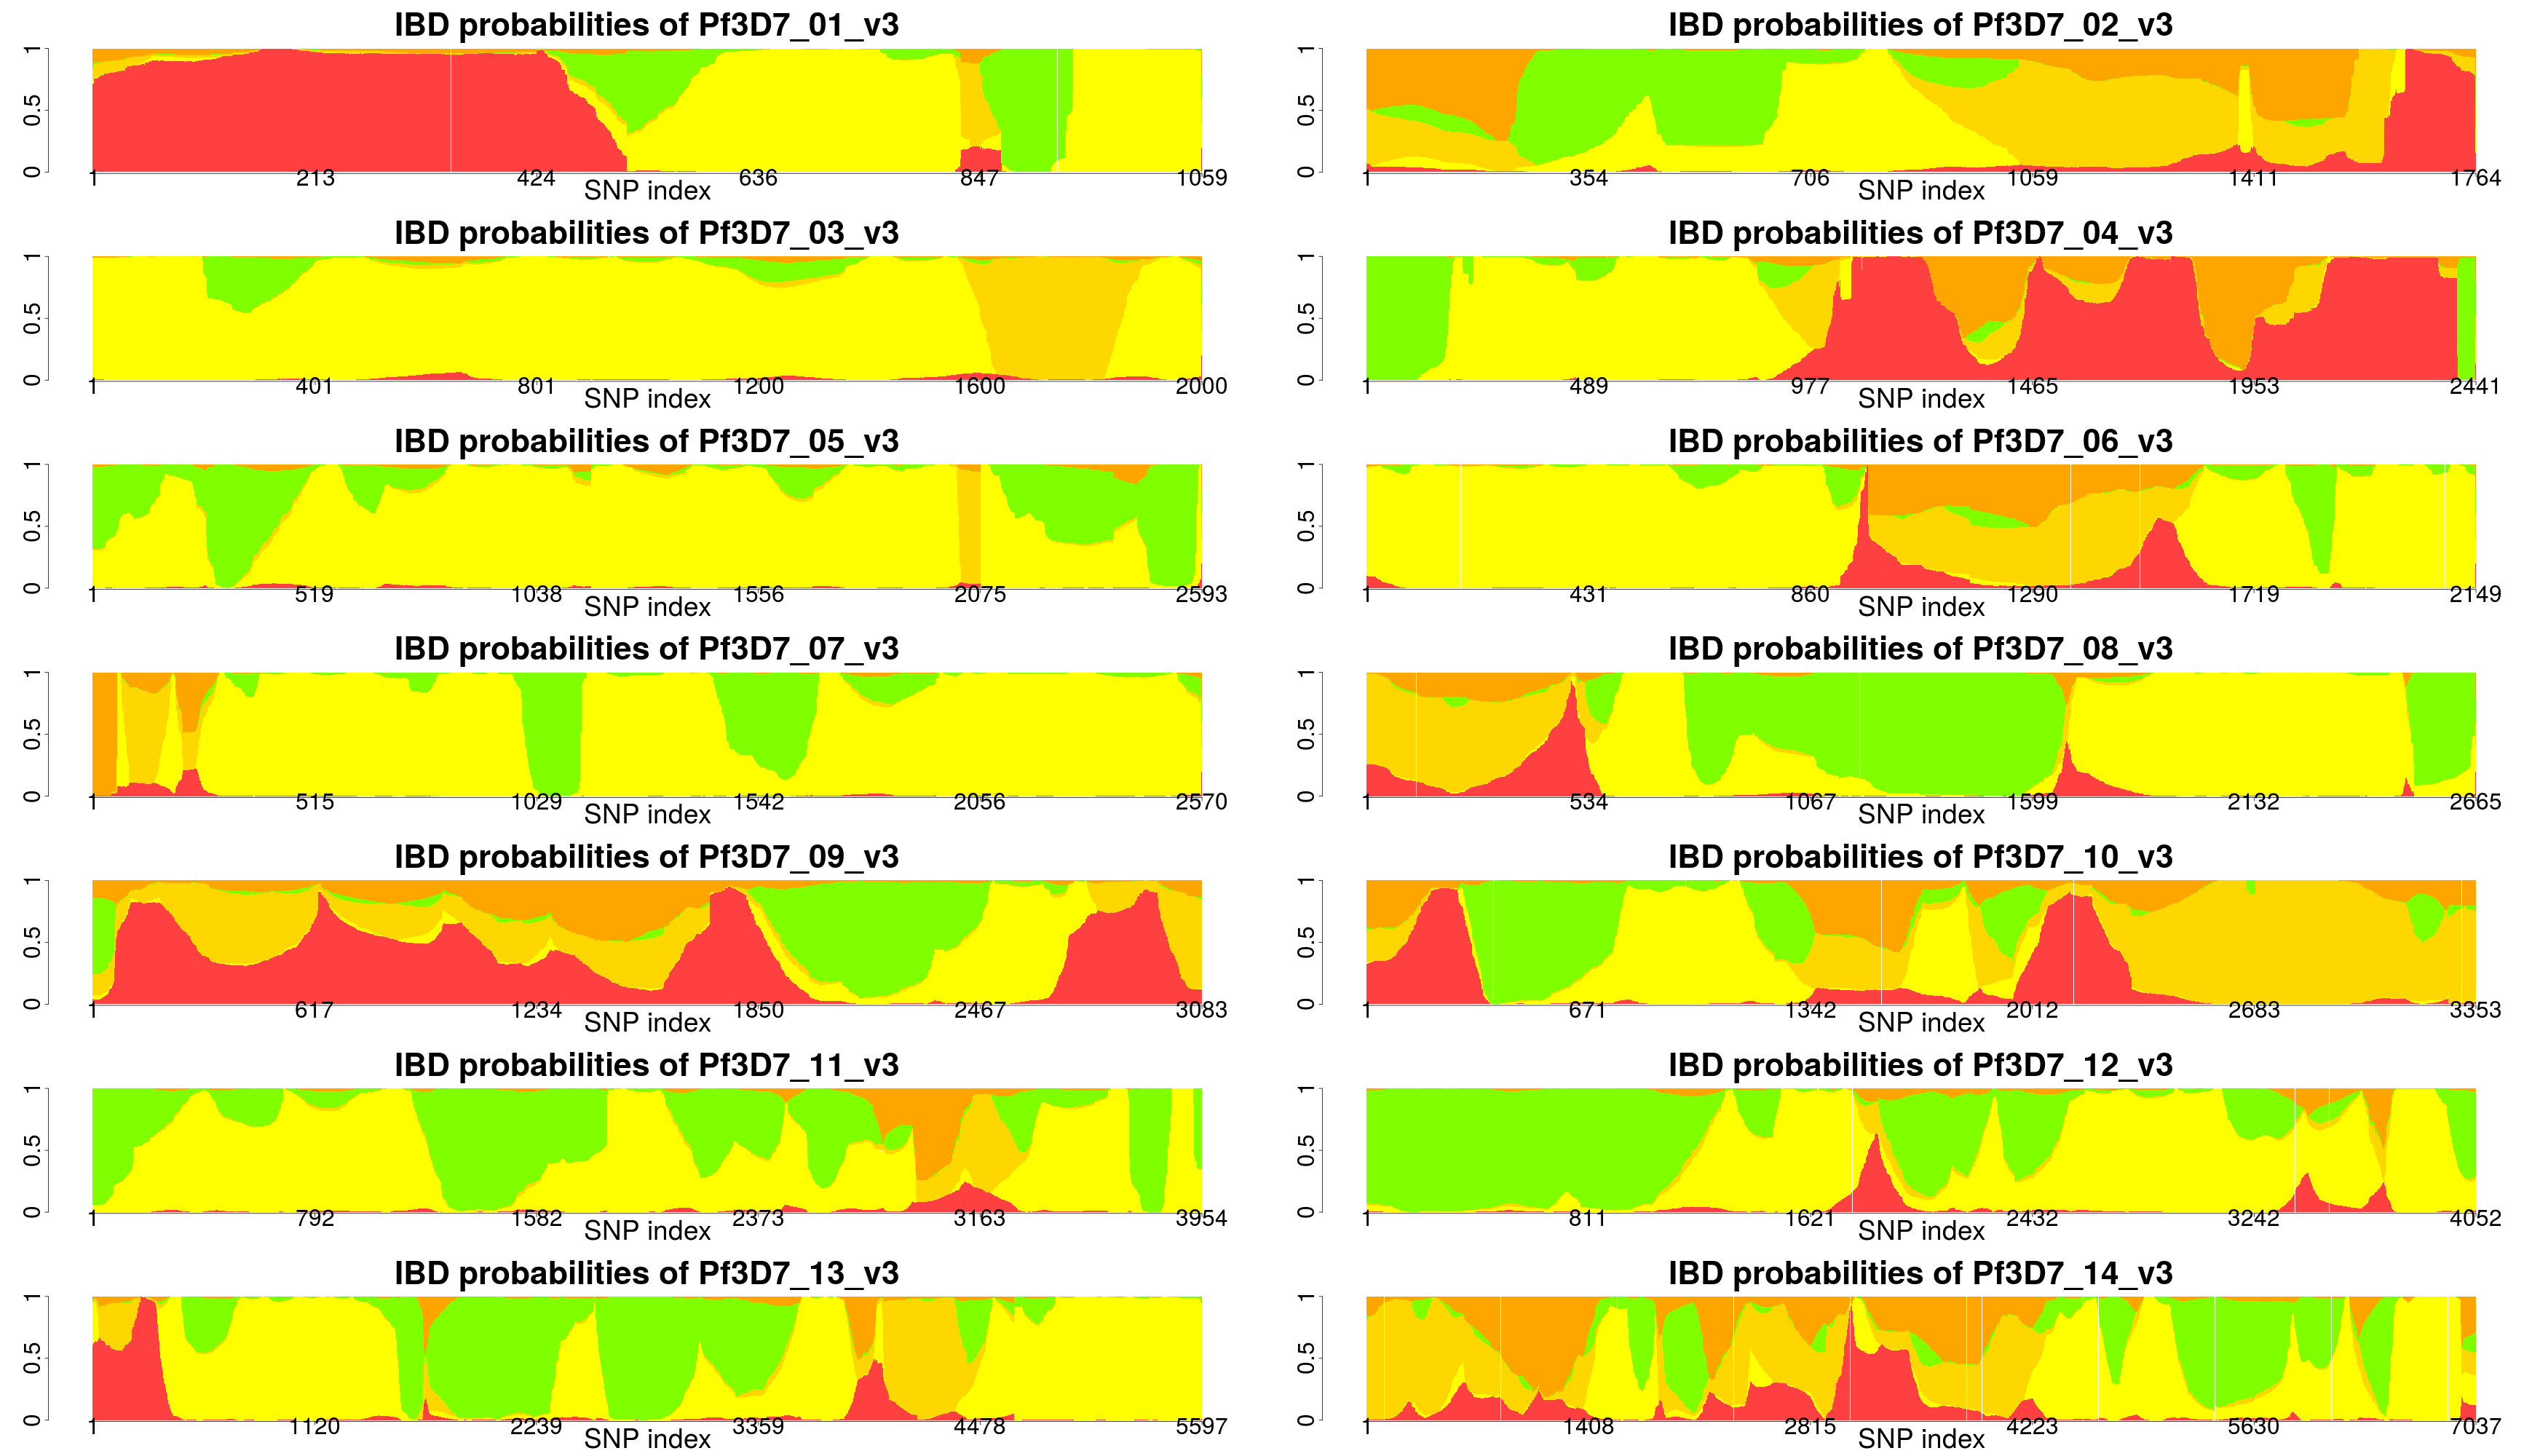 IBD probabilities of Pf3D7_01_v3
1
0.5
0
1 213 424 636 847 1059
SNP index
IBD probabilities of Pf3D7_02_v3
1
0.5
0
1 354 706 1059 1411 1764
SNP index
IBD probabilities of Pf3D7_03_v3
1
0.5
0
1 401 801 1200 1600 2000
SNP index
IBD probabilities of Pf3D7_04_v3
1
0.5
0
1 489 977 1465 1953 2441
SNP index
IBD probabilities of Pf3D7_05_v3
1
0.5
0
1 519 1038 1556 2075 2593
SNP index
IBD probabilities of Pf3D7_06_v3
1
0.5
0
1 431 860 1290 1719 2149
SNP index
IBD probabilities of Pf3D7_07_v3
1
0.5
0
1 515 1029 1542 2056 2570
SNP index
IBD probabilities of Pf3D7_08_v3
1
0.5
0
1 534 1067 1599 2132 2665
SNP index
IBD probabilities of Pf3D7_09_v3
1
0.5
0
1 617 1234 1850 2467 3083
SNP index
IBD probabilities of Pf3D7_10_v3
1
0.5
0
1 671 1342 2012 2683 3353
SNP index
IBD probabilities of Pf3D7_11_v3
1
0.5
0
1 792 1582 2373 3163 3954
SNP index
IBD probabilities of Pf3D7_12_v3
1
0.5
0
1 811 1621 2432 3242 4052
SNP index
IBD probabilities of Pf3D7_13_v3
1
0.5
0
1 1120 2239 3359 4478 5597
SNP index
IBD probabilities of Pf3D7_14_v3
1
0.5
0
1 1408 2815 4223 5630 7037
SNP index